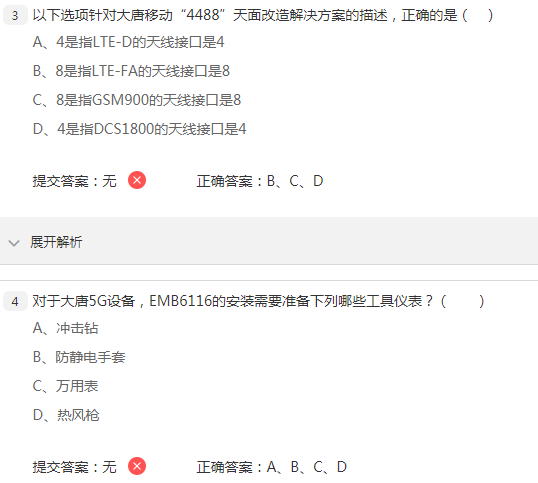 3 以下选项针对大唐移动“4488”天面改造解决方案的描述，正确的是（ ）
A、4是指LTE-D的天线接口是4
B、8是指LTE-FA的天线接口是8
C、8是指GSM900的天线接口是8
D、4是指DCS1800的天线接口是4
提交答案：无 正确答案：B、C、D
展开解析
4 对于大唐5G设备，EMB6116的安装需要准备下列哪些工具仪表？（ ）
A、冲击钻
B、防静电手套
C、万用表
D、热风枪
提交答案：无 正确答案：A、B、C、D